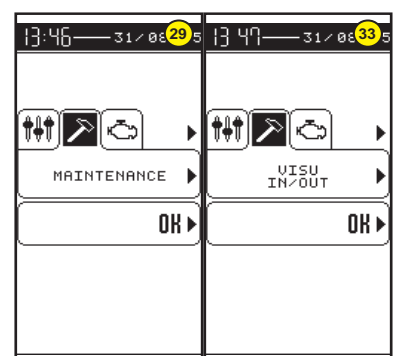 13:46 31/08 5
29
MAINTENANCE
OK
13 47 31/08 5
33
VISU
IN/OUT
OK